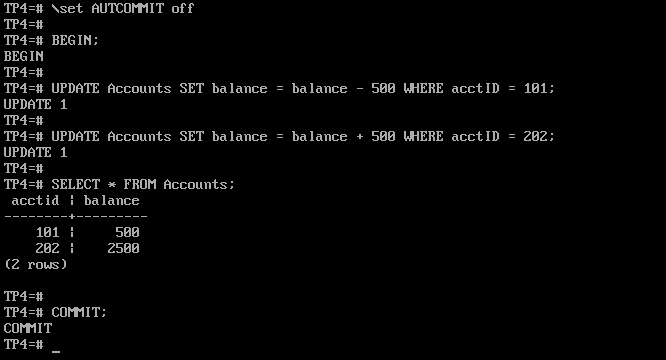 TP4=# \set AUTCOMMIT off
TP4=#
TP4=# BEGIN;
BEGIN
TP4=#
TP4=# UPDATE Accounts SET balance = balance - 500 WHERE acctID = 101;
UPDATE 1
TP4=#
TP4=# UPDATE Accounts SET balance = balance + 500 WHERE acctID = 202;
UPDATE 1
TP4=#
TP4=# SELECT * FROM Accounts;
 acctid ¦ balance
--------+---------
    101 ¦     500
    202 ¦    2500
(2 rows)

TP4=#
TP4=# COMMIT;
COMMIT
TP4=# _